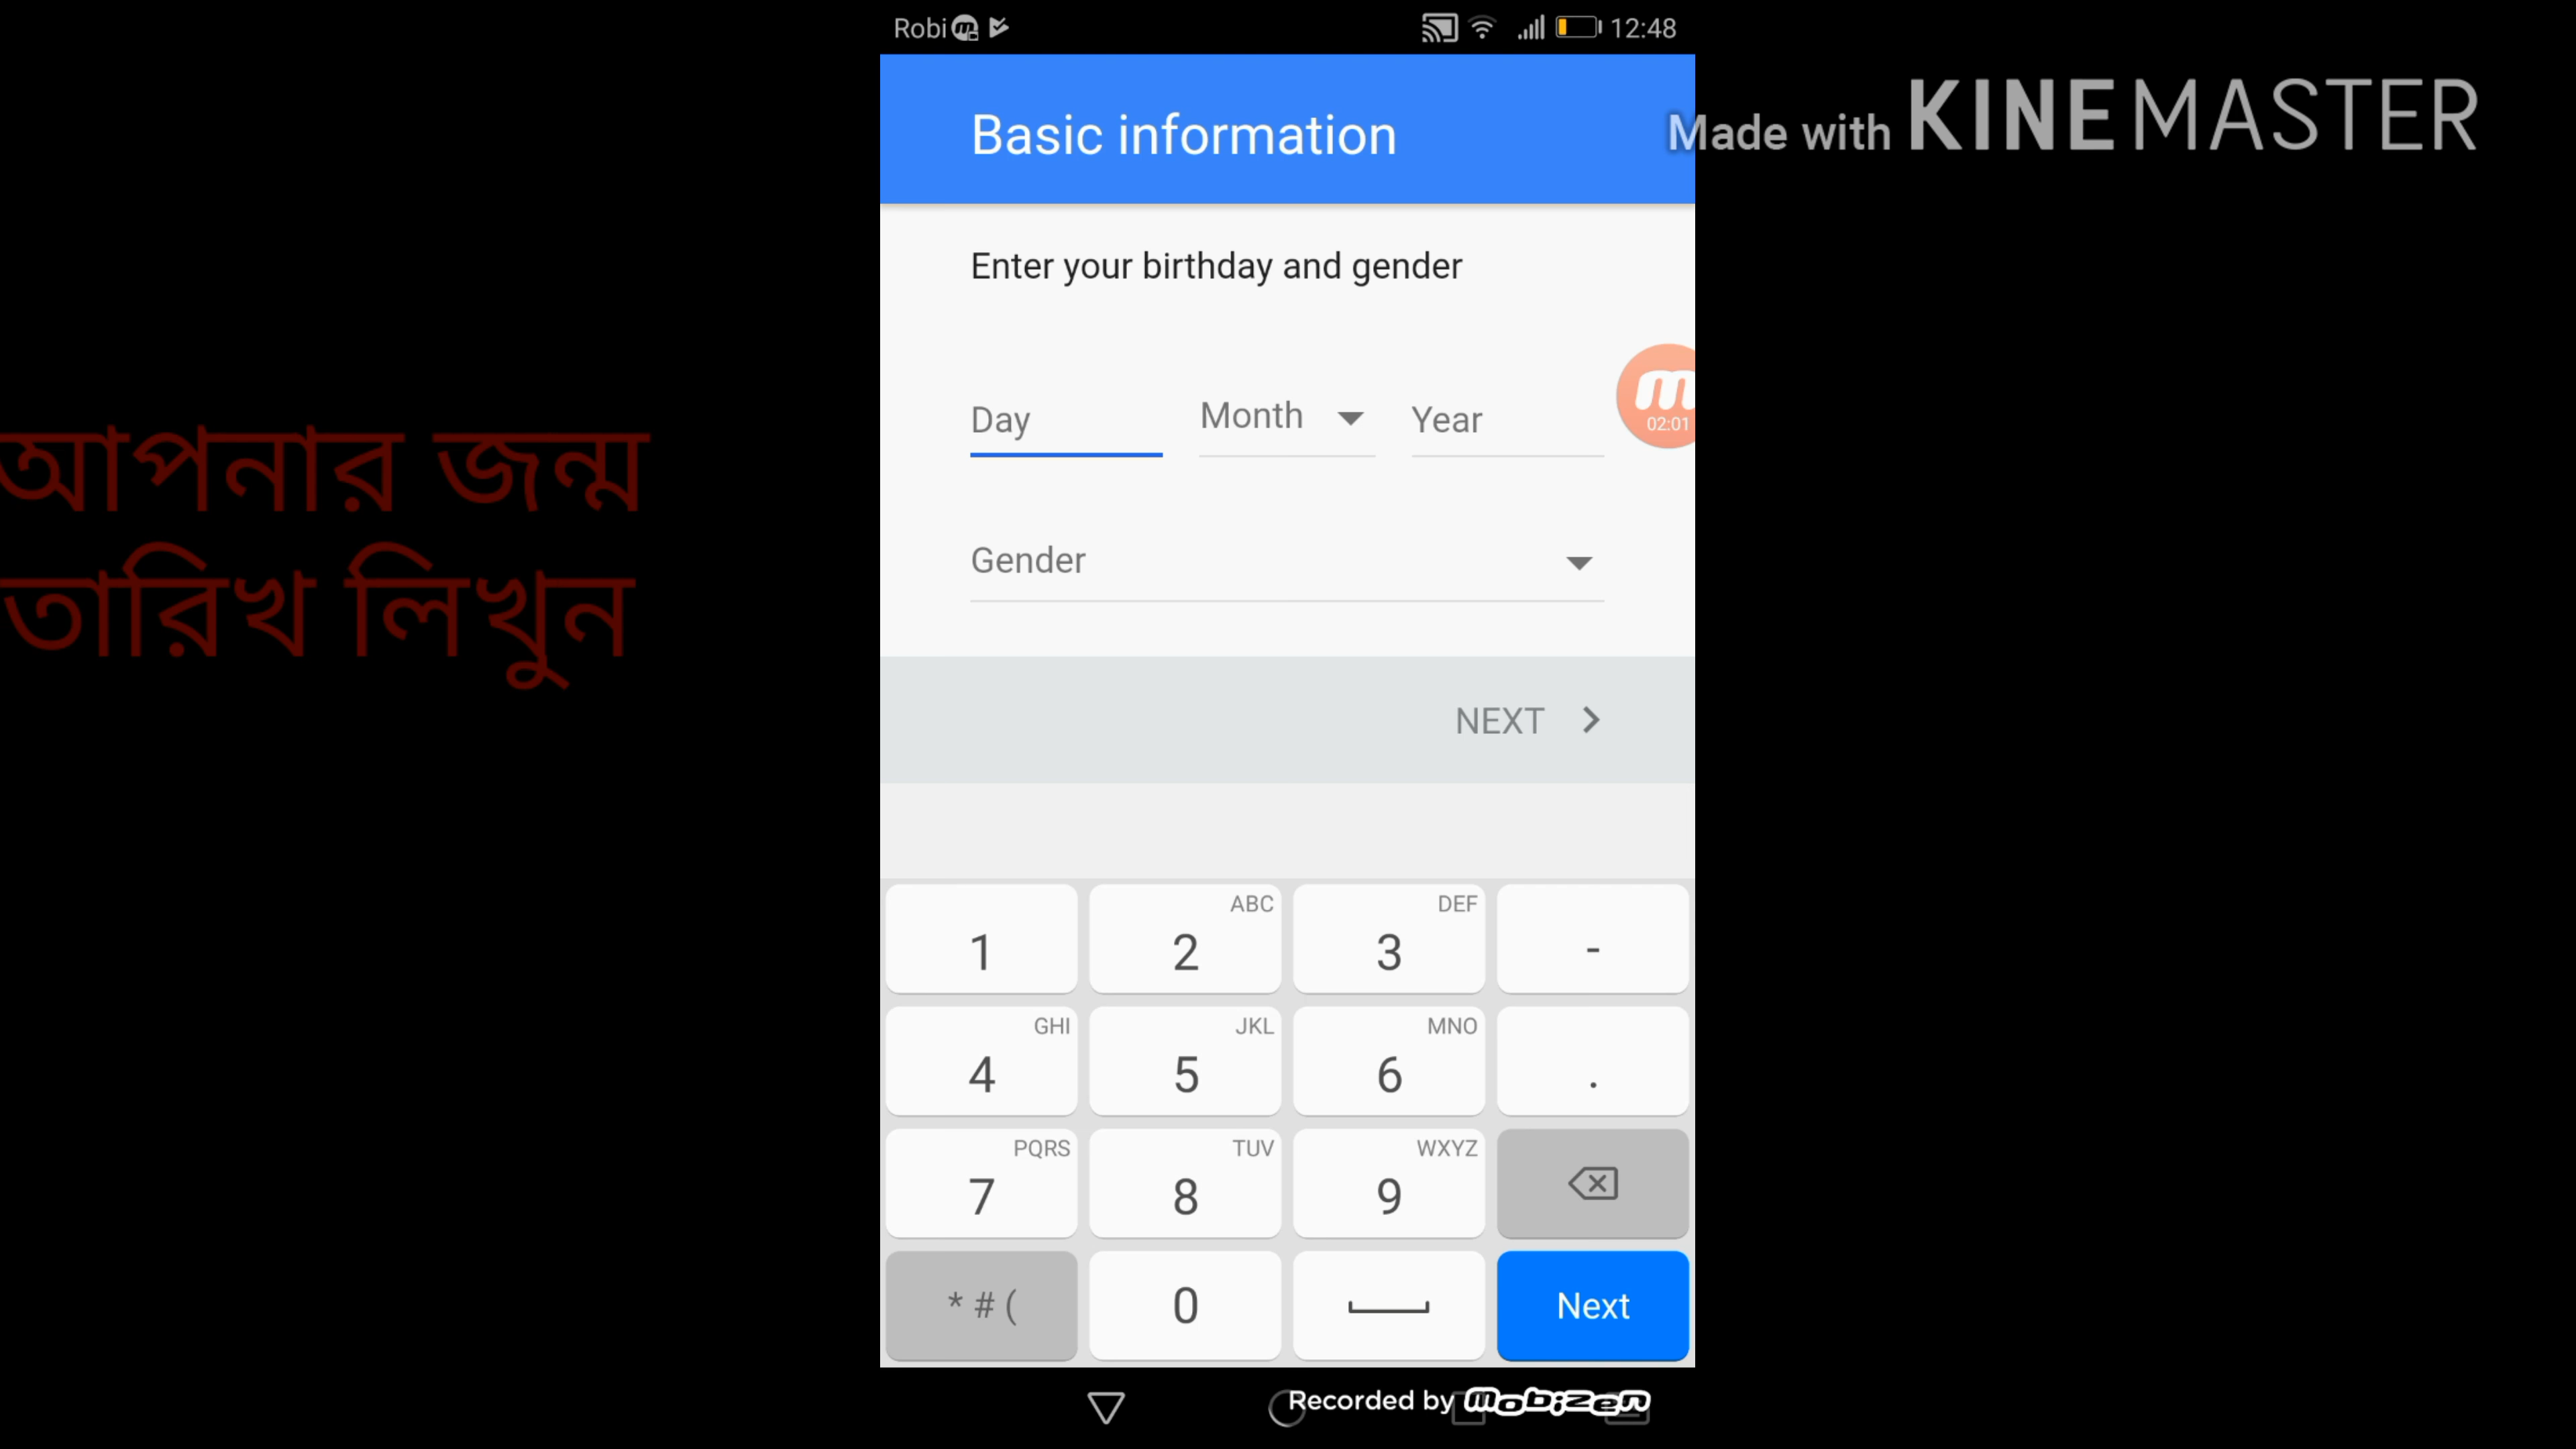 Robi 12:48
Made with KINEMASTER
Basic information
Enter your birthday and gender
Day Month Year
02:01
আপনার জন্ম
তারিখ লিখুন
Gender
NEXT
1 2 ABC 3 DEF -
4 GHI 5 JKL 6 MNO .
7 PQRS 8 TUV 9 WXYZ
* # ( 0 Next
Recorded by mobizen